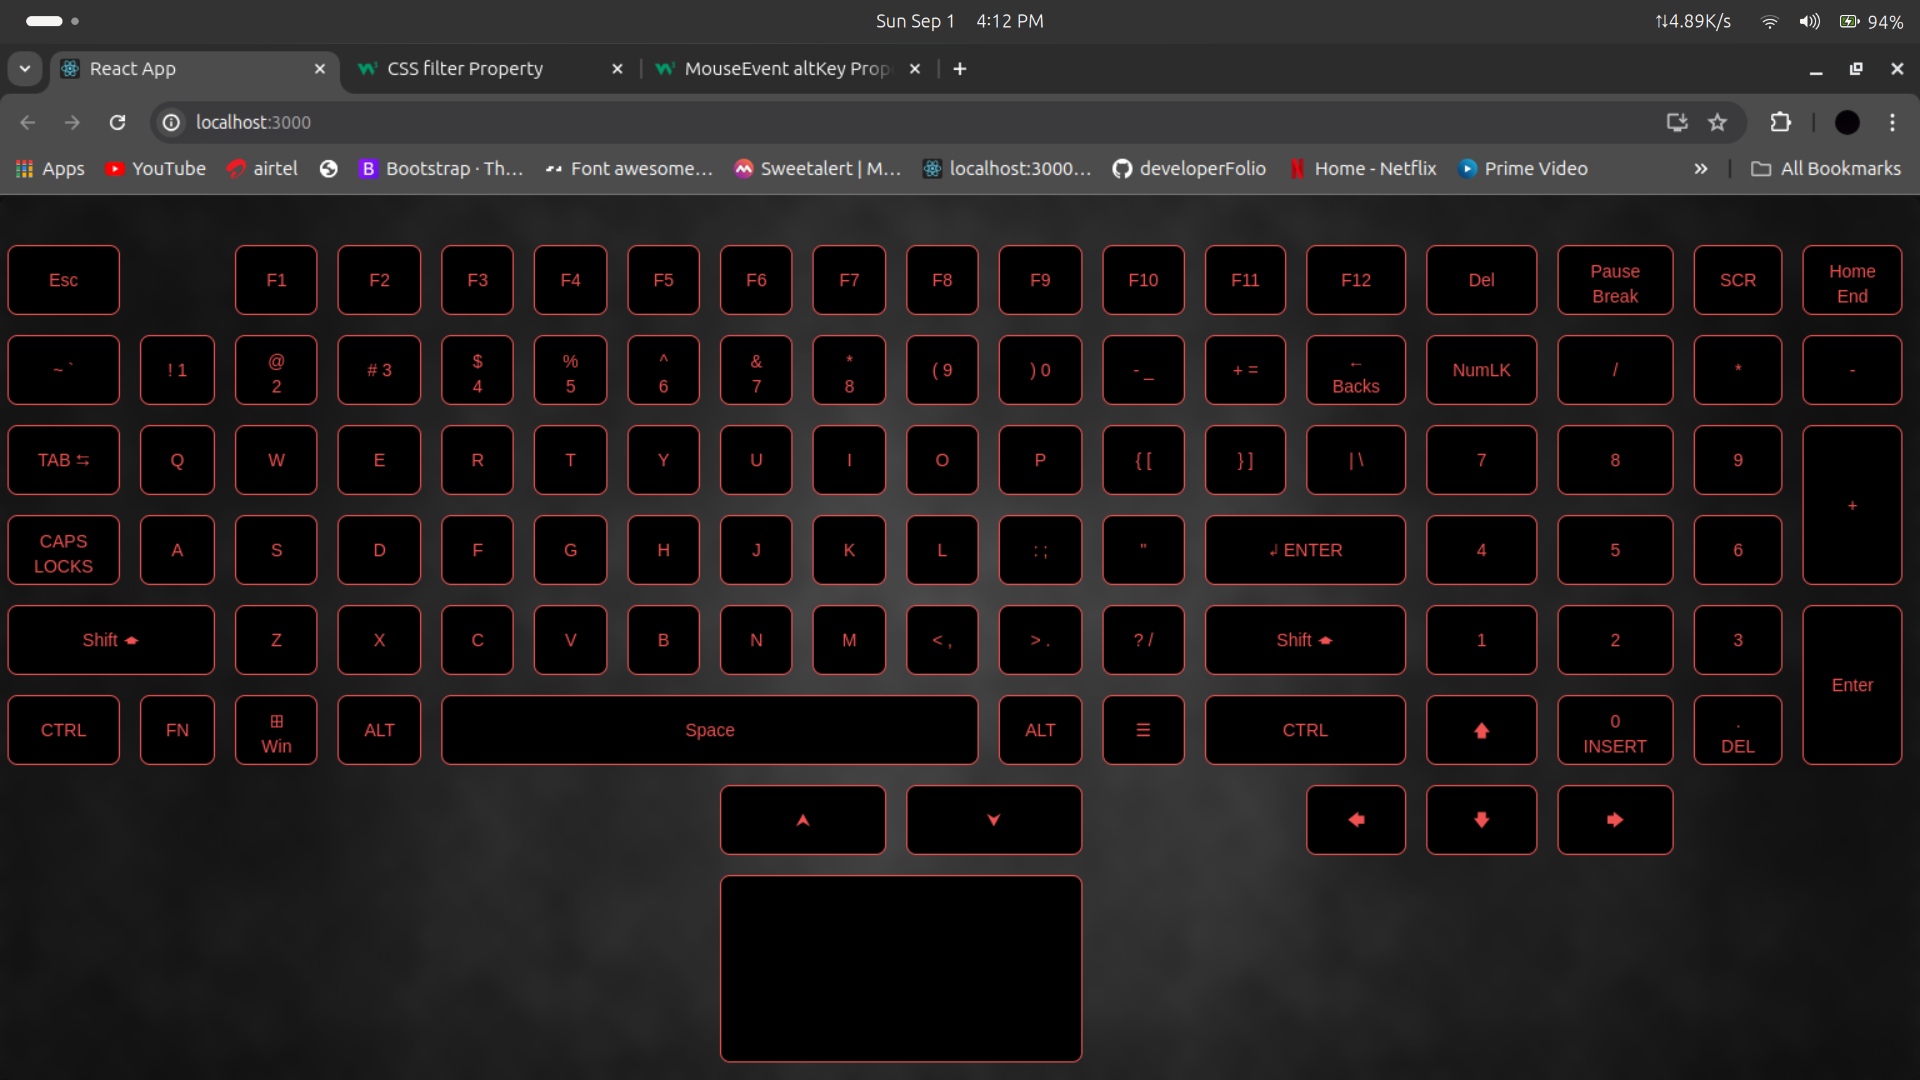 Sun Sep 1 4:12 PM
⇅4.89K/s 94%
React App
CSS filter Property
MouseEvent altKey Prop
localhost:3000
Apps YouTube airtel Bootstrap · Th... Font awesome... Sweetalert | M... localhost:3000... developerFolio Home - Netflix Prime Video » All Bookmarks
Esc F1 F2 F3 F4 F5 F6 F7 F8 F9 F10 F11 F12 Del Pause Break SCR Home End
~ ` ! 1 @ 2 # 3 $ 4 % 5 ^ 6 & 7 * 8 ( 9 ) 0 - _ + = ← Backs NumLK / * -
TAB ⇆ Q W E R T Y U I O P { [ } ] | \ 7 8 9 +
CAPS LOCKS A S D F G H J K L : ; " ↲ ENTER 4 5 6
Shift Z X C V B N M < , > . ? / Shift 1 2 3 Enter
CTRL FN ⊞ Win ALT Space ALT ☰ CTRL 🡅 0 INSERT . DEL
⮝ ⮟ 🡄 🡇 🡆